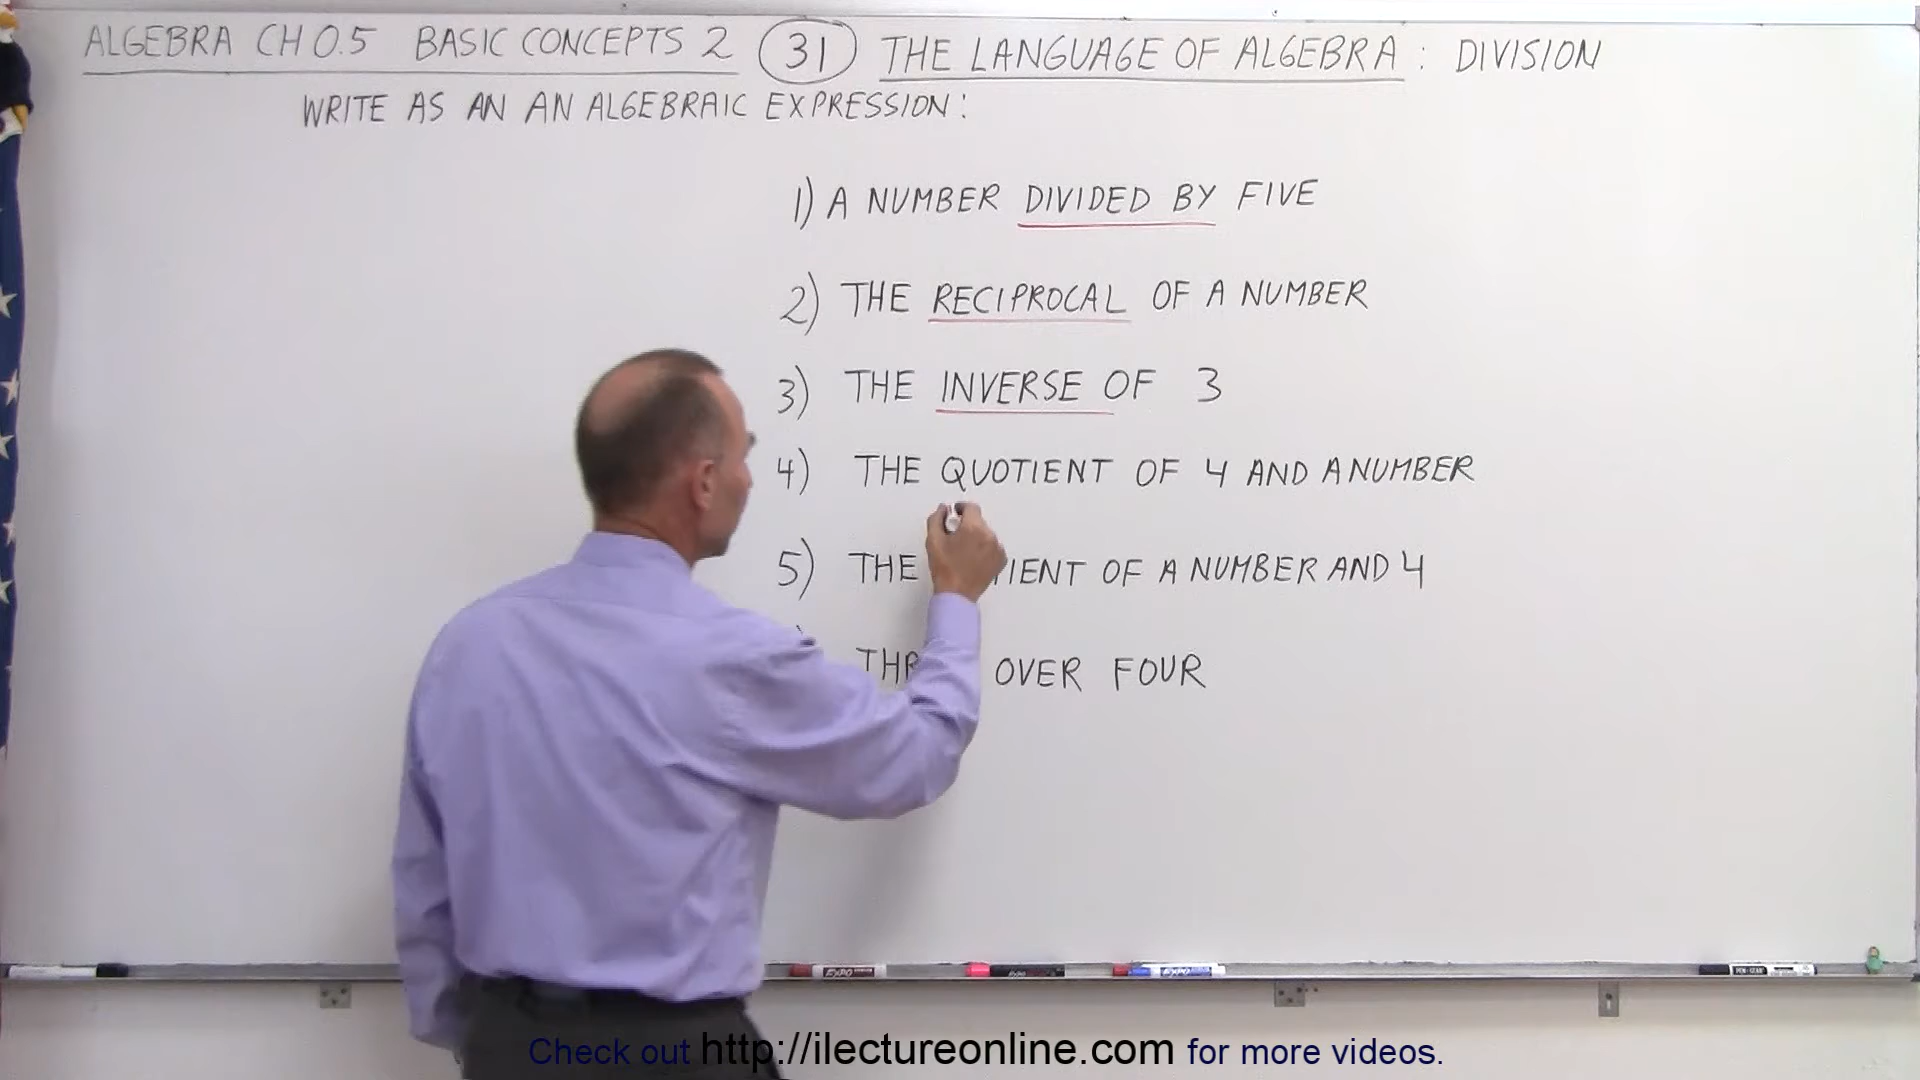 ALGEBRA CH 0.5 BASIC CONCEPTS 2 31 THE LANGUAGE OF ALGEBRA : DIVISION
WRITE AS AN AN ALGEBRAIC EXPRESSION :
1) A NUMBER DIVIDED BY FIVE
2) THE RECIPROCAL OF A NUMBER
3) THE INVERSE OF 3
4) THE QUOTIENT OF 4 AND A NUMBER
5) THE OF A NUMBER AND 4
OVER FOUR
EXPO
Check out http://ilectureonline.com for more videos.